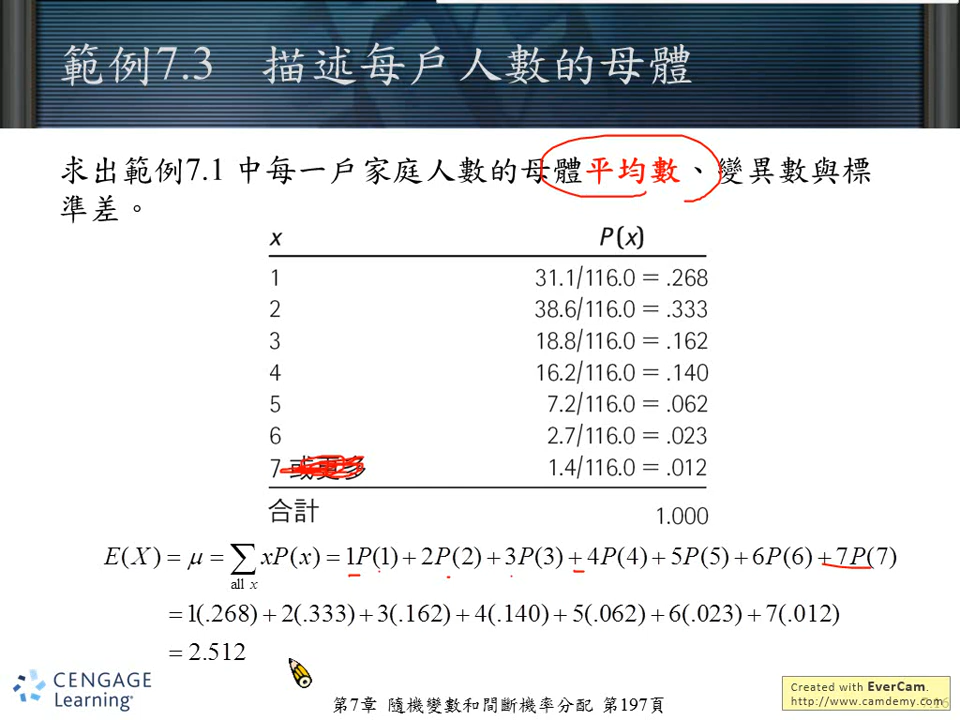 範例7.3 描述每戶人數的母體
求出範例7.1 中每一戶家庭人數的母體平均數、變異數與標
準差。
x P(x)
1 31.1/116.0 = .268
2 38.6/116.0 = .333
3 18.8/116.0 = .162
4 16.2/116.0 = .140
5 7.2/116.0 = .062
6 2.7/116.0 = .023
7 或更多 1.4/116.0 = .012
合計 1.000
E(X) = μ = ∑ xP(x) = 1P(1) + 2P(2) + 3P(3) + 4P(4) + 5P(5) + 6P(6) + 7P(7)
all x
= 1(.268) + 2(.333) + 3(.162) + 4(.140) + 5(.062) + 6(.023) + 7(.012)
= 2.512
CENGAGE
Learning
第7章 隨機變數和間斷機率分配 第197頁
Created with EverCam.
http://www.camdemy.com